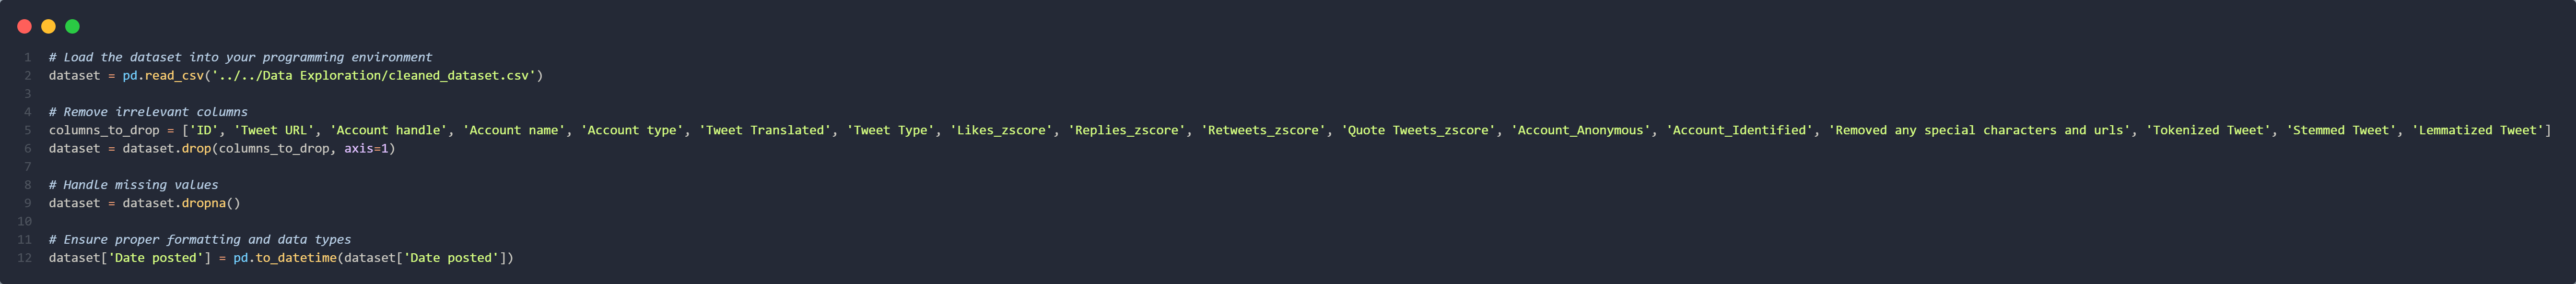 1 # Load the dataset into your programming environment
2 dataset = pd.read_csv('../../Data Exploration/cleaned_dataset.csv')
3
4 # Remove irrelevant columns
5 columns_to_drop = ['ID', 'Tweet URL', 'Account handle', 'Account name', 'Account type', 'Tweet Translated', 'Tweet Type', 'Likes_zscore', 'Replies_zscore', 'Retweets_zscore', 'Quote Tweets_zscore', 'Account_Anonymous', 'Account_Identified', 'Removed any special characters and urls', 'Tokenized Tweet', 'Stemmed Tweet', 'Lemmatized Tweet']
6 dataset = dataset.drop(columns_to_drop, axis=1)
7
8 # Handle missing values
9 dataset = dataset.dropna()
10
11 # Ensure proper formatting and data types
12 dataset['Date posted'] = pd.to_datetime(dataset['Date posted'])